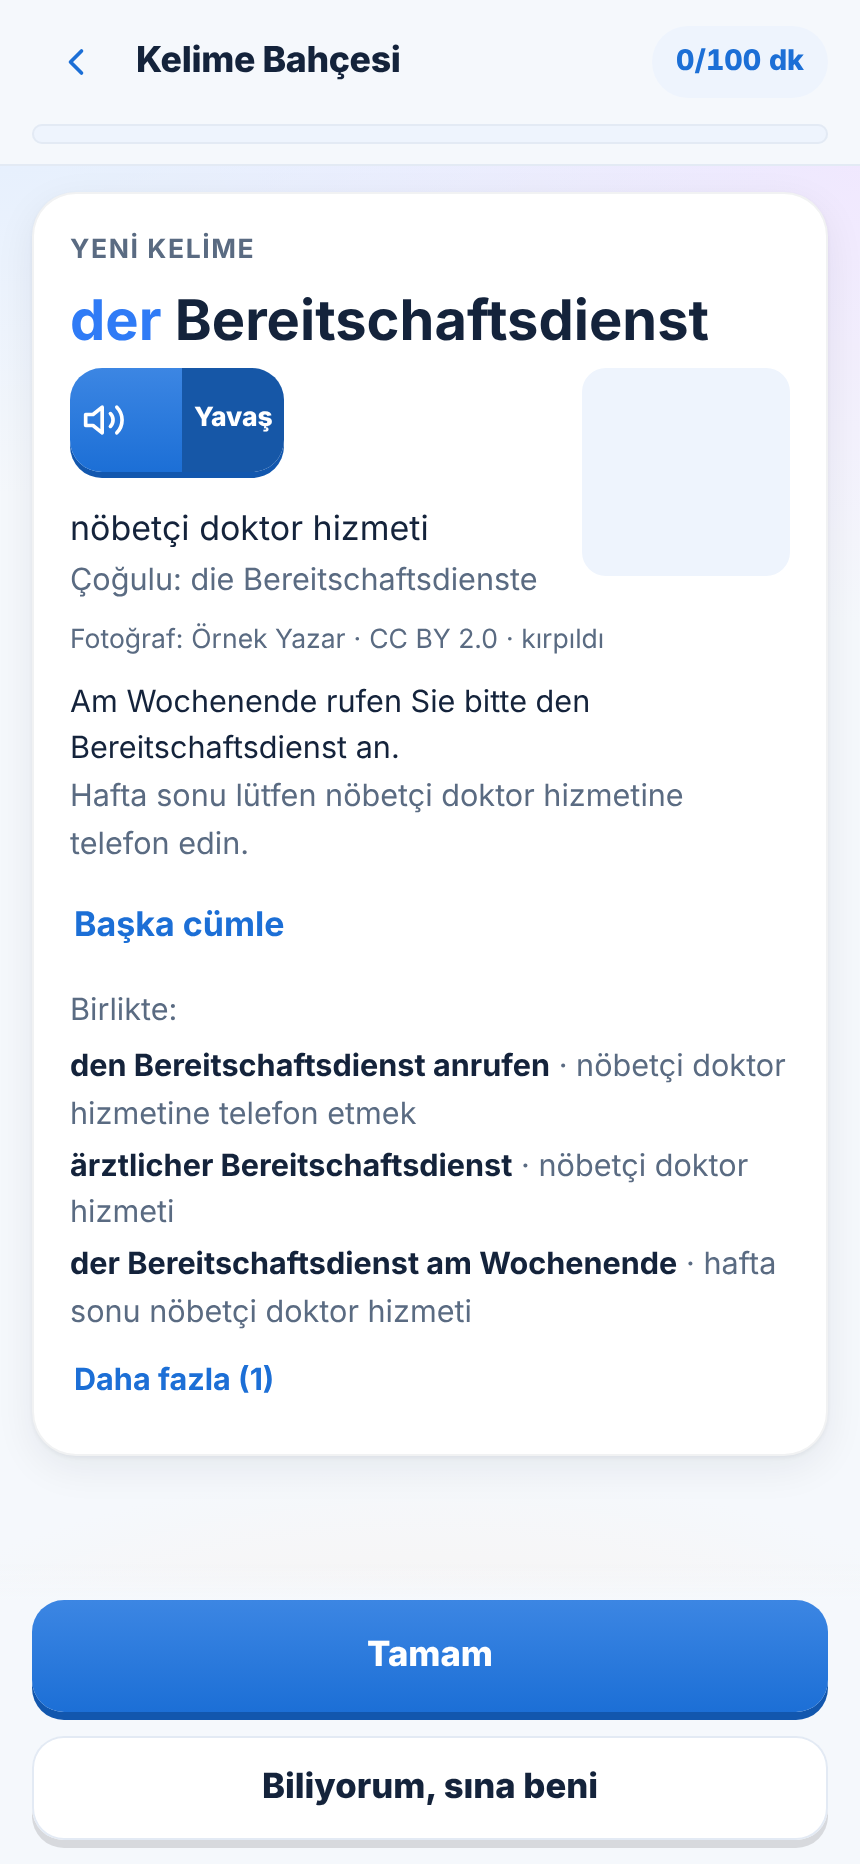 Kelime Bahçesi
0/100 dk
YENİ KELİME
der Bereitschaftsdienst
Yavaş
nöbetçi doktor hizmeti
Çoğulu: die Bereitschaftsdienste
Fotoğraf: Örnek Yazar · CC BY 2.0 · kırpıldı
Am Wochenende rufen Sie bitte den
Bereitschaftsdienst an.
Hafta sonu lütfen nöbetçi doktor hizmetine
telefon edin.
Başka cümle
Birlikte:
den Bereitschaftsdienst anrufen · nöbetçi doktor
hizmetine telefon etmek
ärztlicher Bereitschaftsdienst · nöbetçi doktor
hizmeti
der Bereitschaftsdienst am Wochenende · hafta
sonu nöbetçi doktor hizmeti
Daha fazla (1)
Tamam
Biliyorum, sına beni